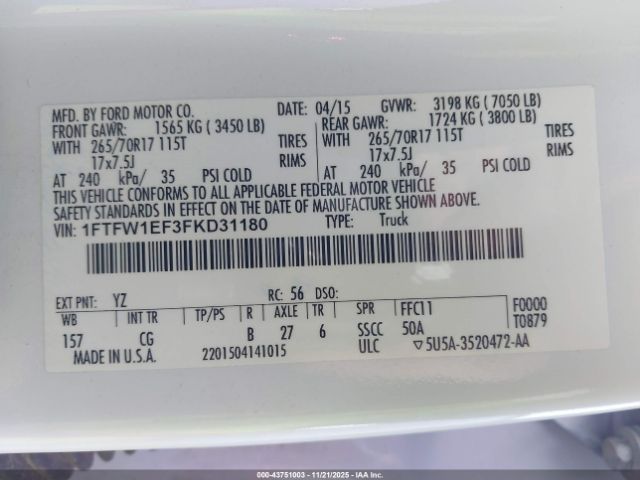 MFD. BY FORD MOTOR CO. DATE: 04/15 GVWR: 3198 KG ( 7050 LB)
FRONT GAWR: 1565 KG ( 3450 LB) REAR GAWR: 1724 KG ( 3800 LB)
WITH 265/70R17 115T TIRES WITH 265/70R17 115T TIRES
17x7.5J RIMS 17x7.5J RIMS
AT 240 kPa/ 35 PSI COLD AT 240 kPa/ 35 PSI COLD
THIS VEHICLE CONFORMS TO ALL APPLICABLE FEDERAL MOTOR VEHICLE
SAFETY STANDARDS IN EFFECT ON THE DATE OF MANUFACTURE SHOWN ABOVE.
VIN: 1FTFW1EF3FKD31180 TYPE: Truck
EXT PNT: YZ RC: 56 DSO:
WB INT TR TP/PS R AXLE TR SPR FFC11 F0000
157 CG B 27 6 SSCC 50A T0879
MADE IN U.S.A. 2201504141015 ULC ▽5U5A-3520472-AA
000-43751003 - 11/21/2025 - IAA Inc.